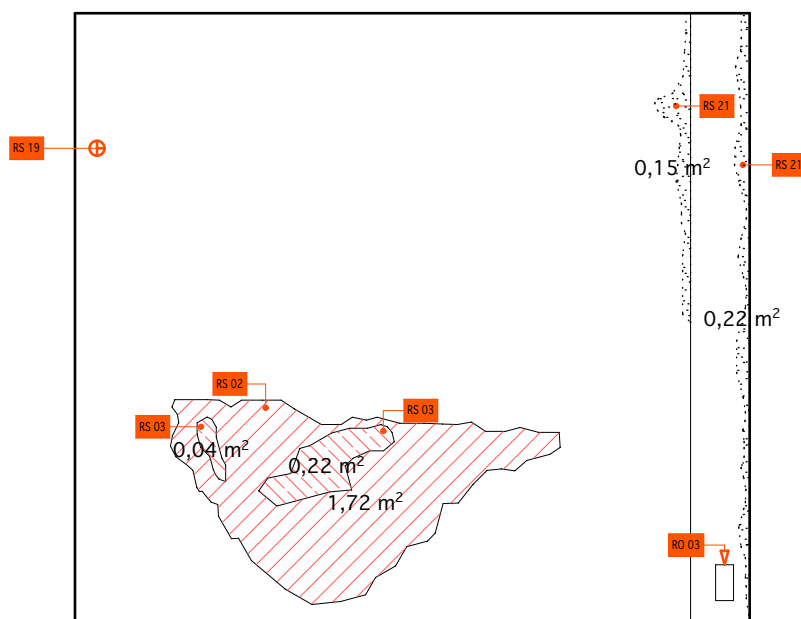 RS 21
RS 19
0,15 m²
RS 21
0,22 m²
RS 02
RS 03
RS 03
0,04 m²
0,22 m²
1,72 m²
RO 03